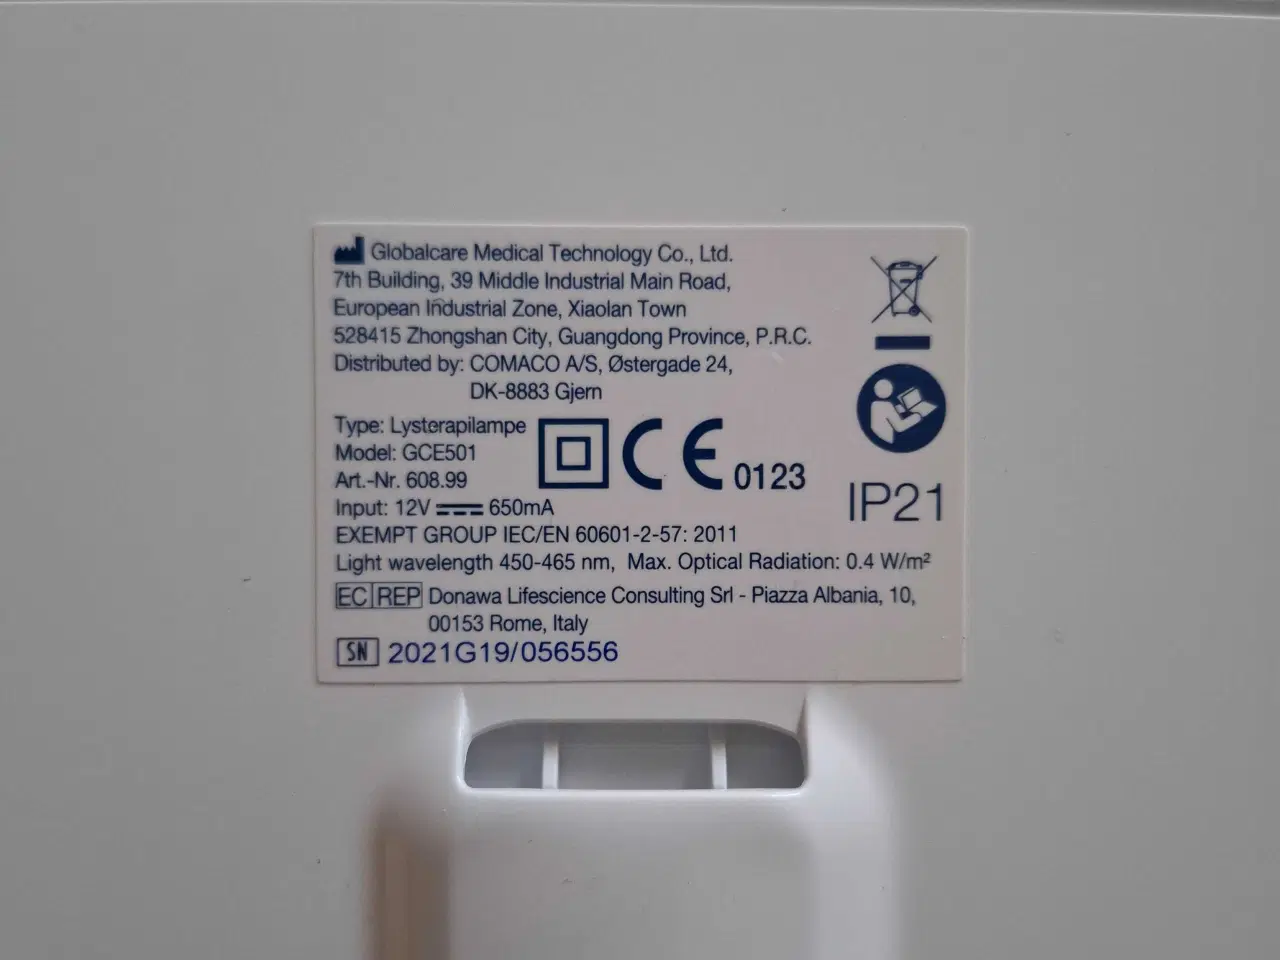 Globalcare Medical Technology Co., Ltd.
7th Building, 39 Middle Industrial Main Road,
European Industrial Zone, Xiaolan Town
528415 Zhongshan City, Guangdong Province, P.R.C.
Distributed by: COMACO A/S, Østergade 24,
DK-8883 Gjern
Type: Lysterapilampe
Model: GCE501
Art.-Nr. 608.99
CE 0123
IP21
Input: 12V ⎓ 650mA
EXEMPT GROUP IEC/EN 60601-2-57: 2011
Light wavelength 450-465 nm, Max. Optical Radiation: 0.4 W/m²
EC REP Donawa Lifescience Consulting Srl - Piazza Albania, 10,
00153 Rome, Italy
SN 2021G19/056556